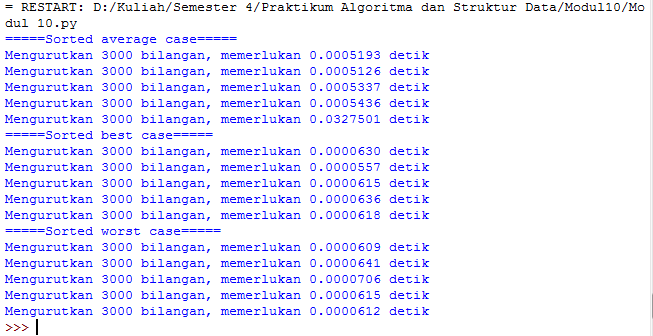 = RESTART: D:/Kuliah/Semester 4/Praktikum Algoritma dan Struktur Data/Modul10/Mo
dul 10.py
=====Sorted average case=====
Mengurutkan 3000 bilangan, memerlukan 0.0005193 detik
Mengurutkan 3000 bilangan, memerlukan 0.0005126 detik
Mengurutkan 3000 bilangan, memerlukan 0.0005337 detik
Mengurutkan 3000 bilangan, memerlukan 0.0005436 detik
Mengurutkan 3000 bilangan, memerlukan 0.0327501 detik
=====Sorted best case=====
Mengurutkan 3000 bilangan, memerlukan 0.0000630 detik
Mengurutkan 3000 bilangan, memerlukan 0.0000557 detik
Mengurutkan 3000 bilangan, memerlukan 0.0000615 detik
Mengurutkan 3000 bilangan, memerlukan 0.0000636 detik
Mengurutkan 3000 bilangan, memerlukan 0.0000618 detik
=====Sorted worst case=====
Mengurutkan 3000 bilangan, memerlukan 0.0000609 detik
Mengurutkan 3000 bilangan, memerlukan 0.0000641 detik
Mengurutkan 3000 bilangan, memerlukan 0.0000706 detik
Mengurutkan 3000 bilangan, memerlukan 0.0000615 detik
Mengurutkan 3000 bilangan, memerlukan 0.0000612 detik
>>>